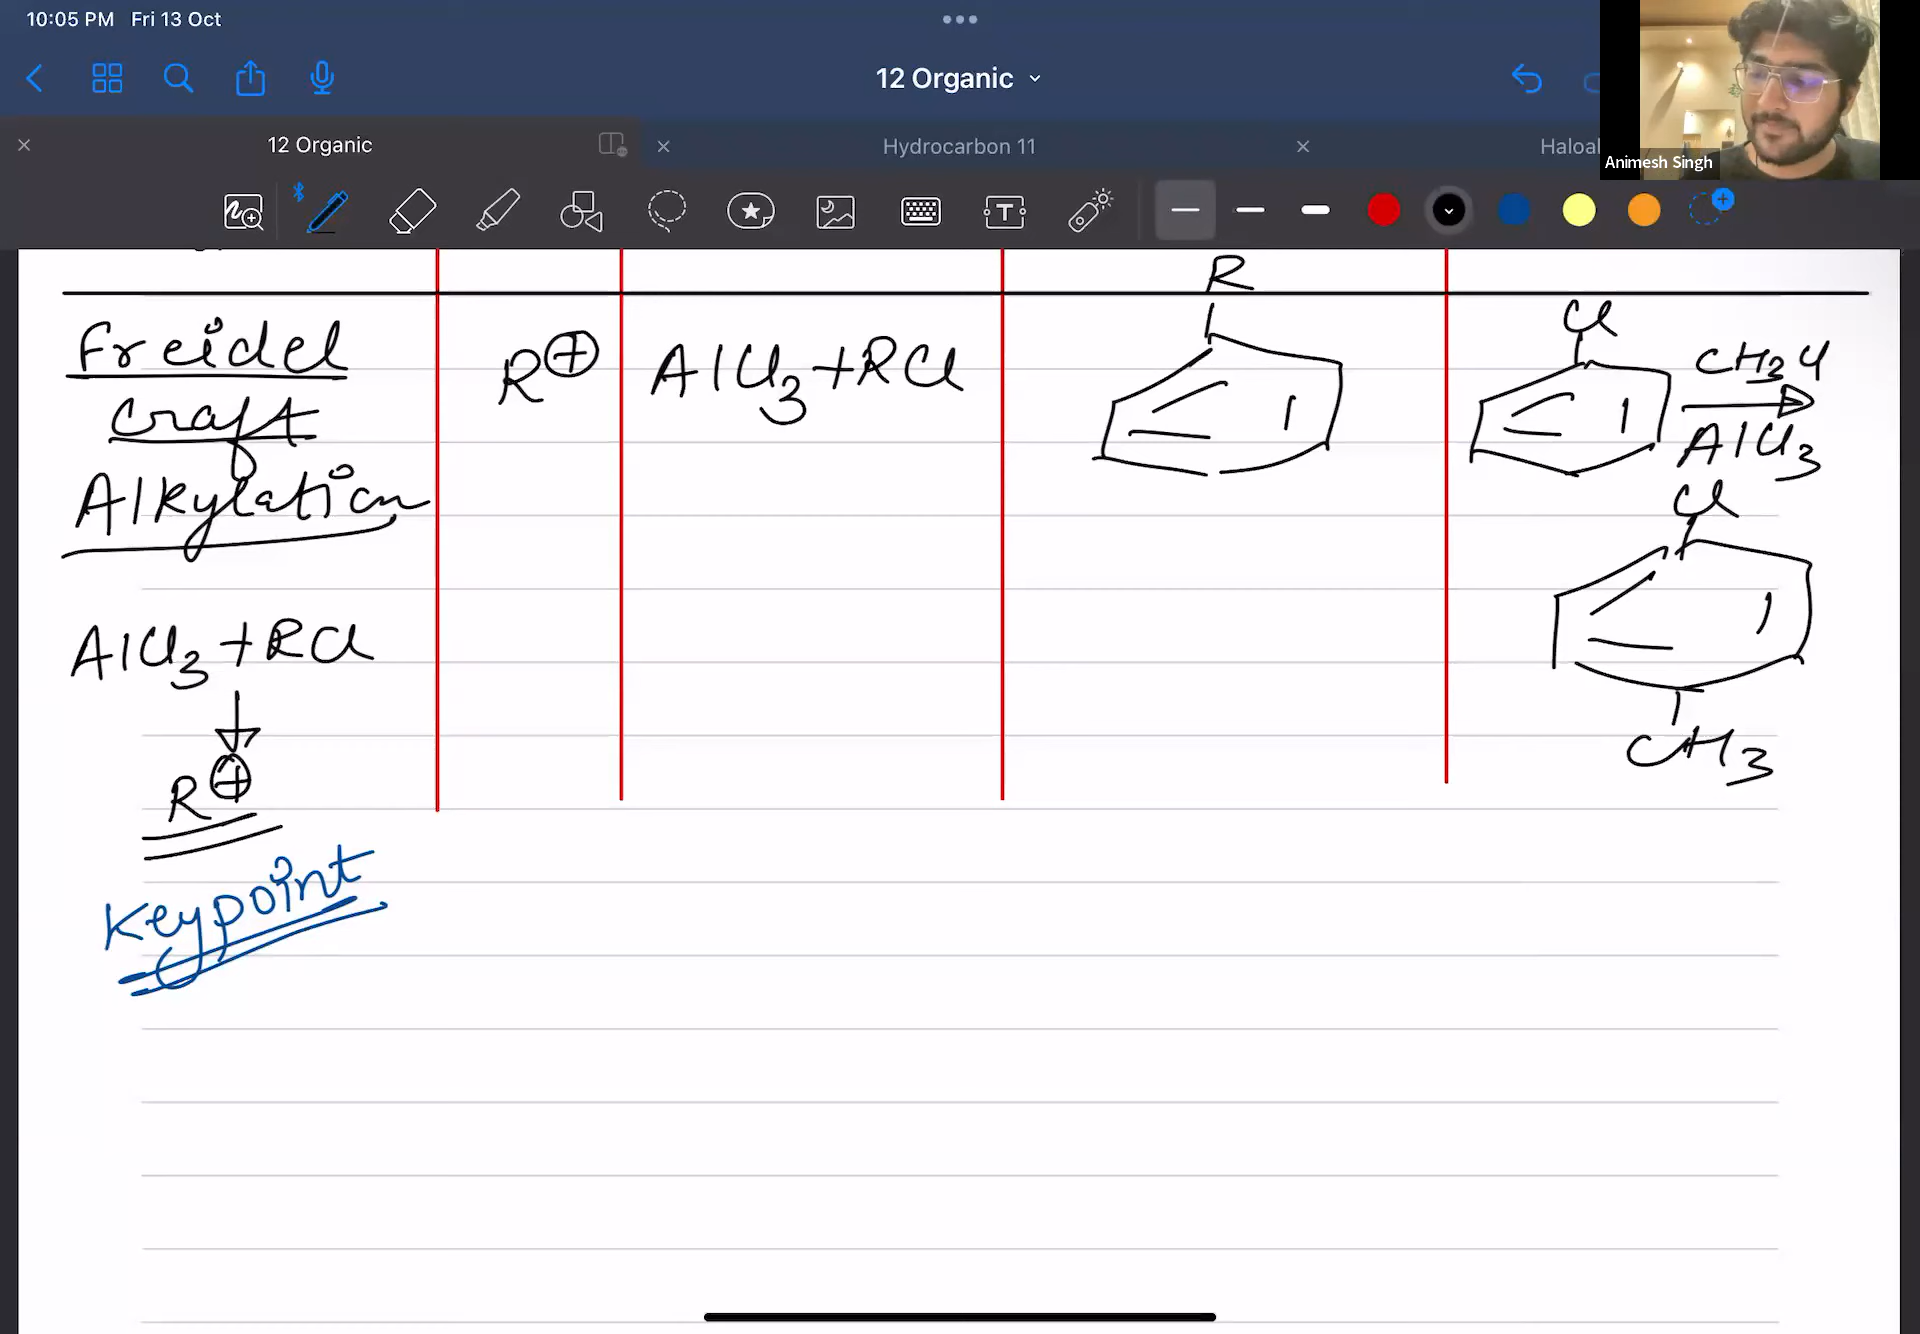 10:05 PM Fri 13 Oct
12 Organic
12 Organic
Hydrocarbon 11
Haloal
Animesh Singh
T
Freidel
craft
Alkylation
AlCl3 + RCl
R⊕
Keypoint
R⊕
AlCl3 + RCl
R
Cl
CH3Cl
AlCl3
Cl
CH3